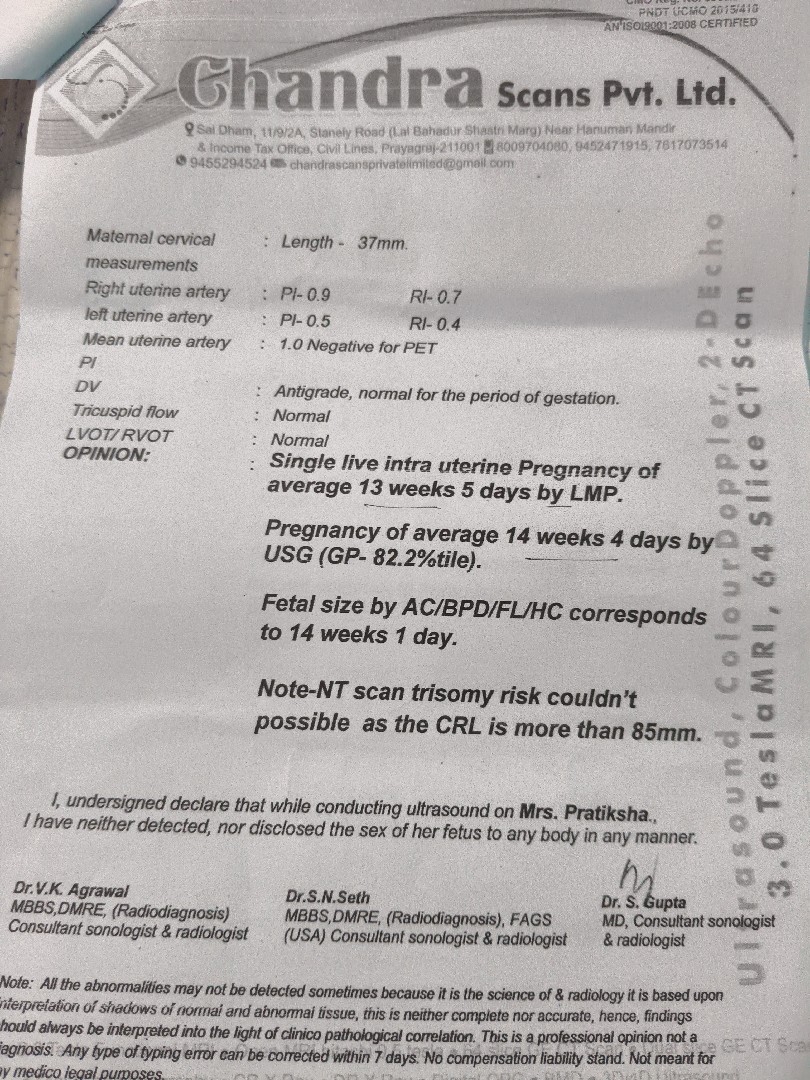 PNDT UCMO 2015/416
AN ISO9001:2008 CERTIFIED
Chandra Scans Pvt. Ltd.
Sai Dham, 11/9/2A, Stanely Road (Lal Bahadur Shastri Marg) Near Hanuman Mandir
& Income Tax Office, Civil Lines, Prayagraj-211001 8009704080, 9452471915, 7617073514
9455294524 chandrascansprivatelimited@gmail.com
Maternal cervical measurements : Length - 37mm.
Right uterine artery : PI- 0.9 RI- 0.7
left uterine artery : PI- 0.5 RI- 0.4
Mean uterine artery PI : 1.0 Negative for PET
DV : Antigrade, normal for the period of gestation.
Tricuspid flow : Normal
LVOT/ RVOT : Normal
OPINION: : Single live intra uterine Pregnancy of
average 13 weeks 5 days by LMP.
Pregnancy of average 14 weeks 4 days by
USG (GP- 82.2%tile).
Fetal size by AC/BPD/FL/HC corresponds
to 14 weeks 1 day.
Note-NT scan trisomy risk couldn't
possible as the CRL is more than 85mm.
I, undersigned declare that while conducting ultrasound on Mrs. Pratiksha.,
I have neither detected, nor disclosed the sex of her fetus to any body in any manner.
Dr.V.K. Agrawal
MBBS,DMRE, (Radiodiagnosis)
Consultant sonologist & radiologist
Dr.S.N.Seth
MBBS,DMRE, (Radiodiagnosis), FAGS
(USA) Consultant sonologist & radiologist
Dr. S. Gupta
MD, Consultant sonologist
& radiologist
Note: All the abnormalities may not be detected sometimes because it is the science of & radiology it is based upon
interpretation of shadows of normal and abnormal tissue, this is neither complete nor accurate, hence, findings
should always be interpreted into the light of clinico pathological correlation. This is a professional opinion not a
diagnosis. Any type of typing error can be corrected within 7 days. No compensation liability stand. Not meant for
any medico legal purposes.
Ultrasound, Colour Doppler, 2-DEcho
3.0 Tesla MRI, 64 Slice CT Scan